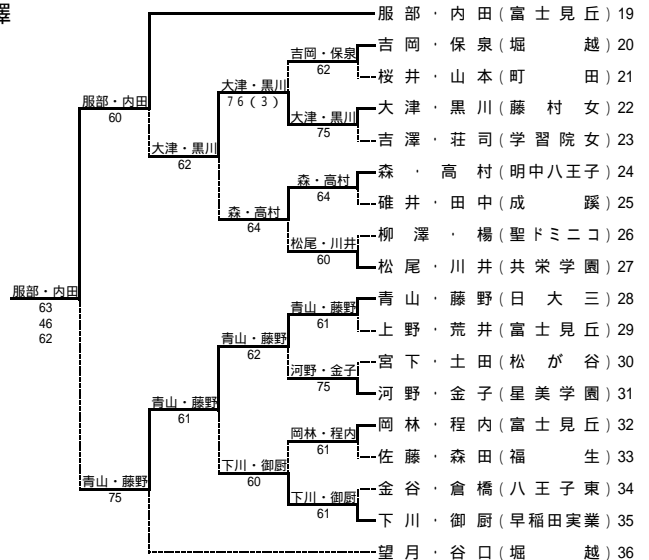 澤
服部・内田(富士見丘) 19
吉岡・保泉(堀越) 20
吉岡・保泉
62
桜井・山本(町田) 21
大津・黒川
76(3)
大津・黒川(藤村女) 22
服部・内田
60
大津・黒川
75
吉澤・荘司(学習院女) 23
大津・黒川
62
森・高村(明中八王子) 24
森・高村
64
碓井・田中(成蹊) 25
森・高村
64
柳澤・楊(聖ドミニコ) 26
松尾・川井
60
松尾・川井(共栄学園) 27
服部・内田
63
46
62
青山・藤野(日大三) 28
青山・藤野
61
上野・荒井(富士見丘) 29
青山・藤野
62
宮下・土田(松が谷) 30
河野・金子
75
河野・金子(星美学園) 31
青山・藤野
61
岡林・程内(富士見丘) 32
岡林・程内
61
佐藤・森田(福生) 33
下川・御厨
60
金谷・倉橋(八王子東) 34
青山・藤野
75
下川・御厨
61
下川・御厨(早稲田実業) 35
望月・谷口(堀越) 36